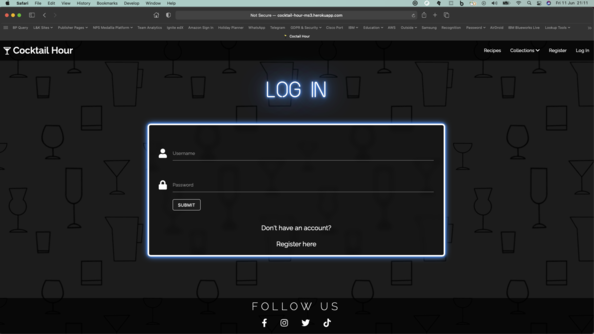 Safari File Edit View History Bookmarks Develop Window Help
Fri 11 Jun 21:11
Not Secure — cocktail-hour-ms3.herokuapp.com
Cocktail Hour
Cocktail Hour
Recipes Collections Register Log In
LOG IN
Username
Password
SUBMIT
Don't have an account?
Register here
FOLLOW US